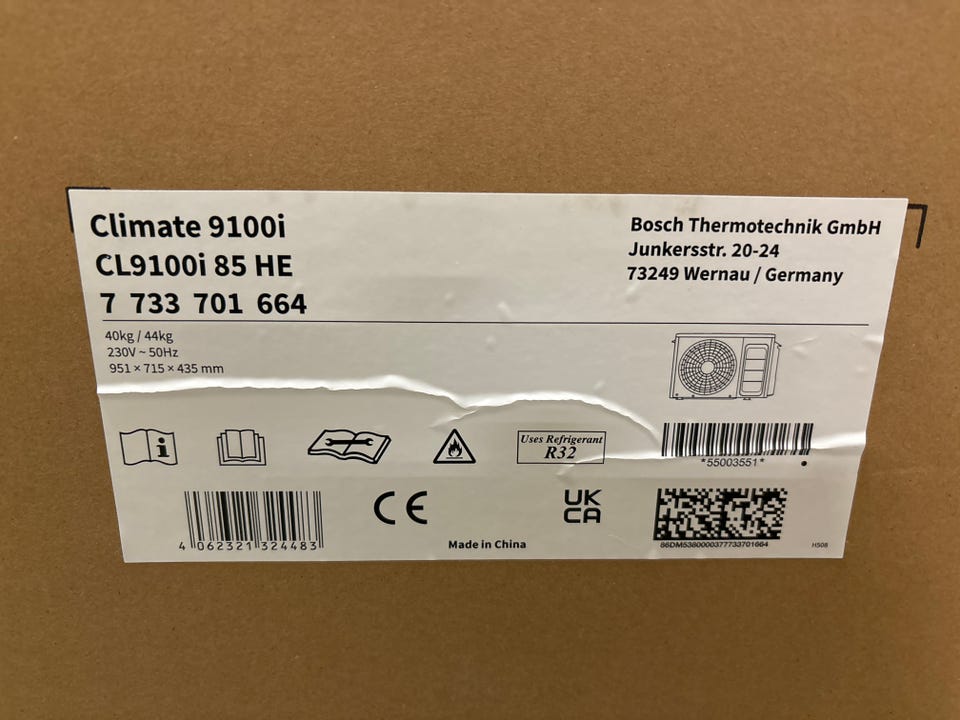 Climate 9100i
CL9100i 85 HE
7 733 701 664
Bosch Thermotechnik GmbH
Junkersstr. 20-24
73249 Wernau / Germany
40kg / 44kg
230V ~ 50Hz
951 × 715 × 435 mm
Uses Refrigerant
R32
*55003551*
4 062321 324483
CE
UK
CA
Made in China
86DM5380000377733701664
H508